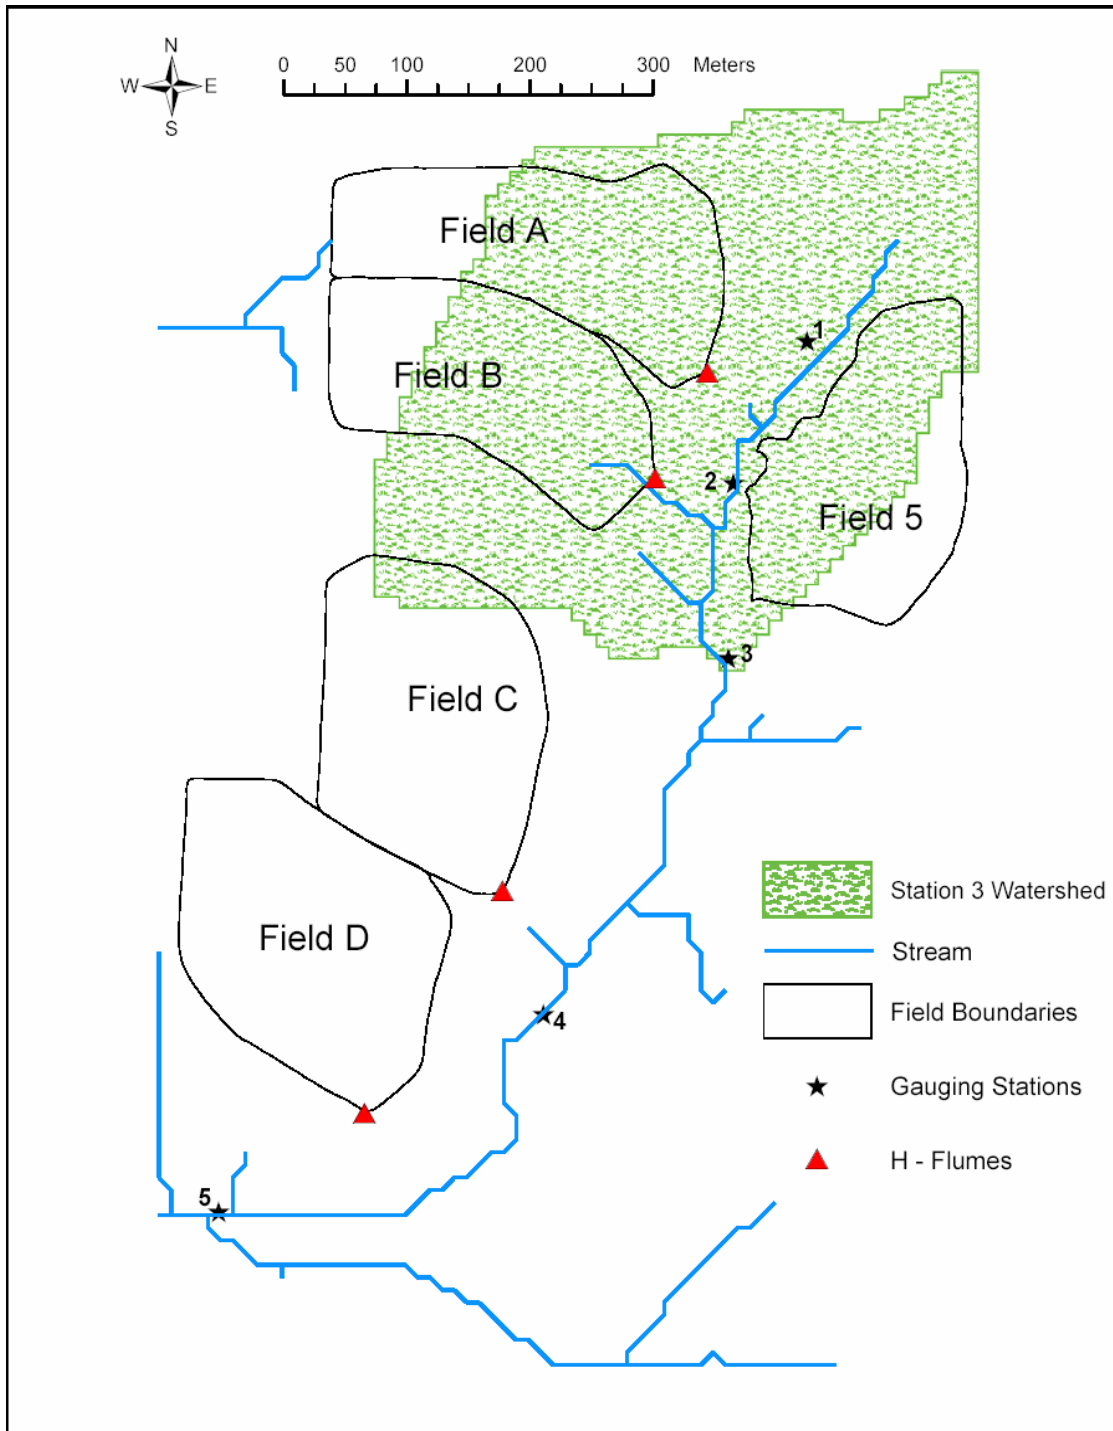 N
W E
S
0 50 100 200 300 Meters
Field A
1
Field B
2
Field 5
3
Field C
Station 3 Watershed
Field D
Stream
Field Boundaries
4
Gauging Stations
H - Flumes
5